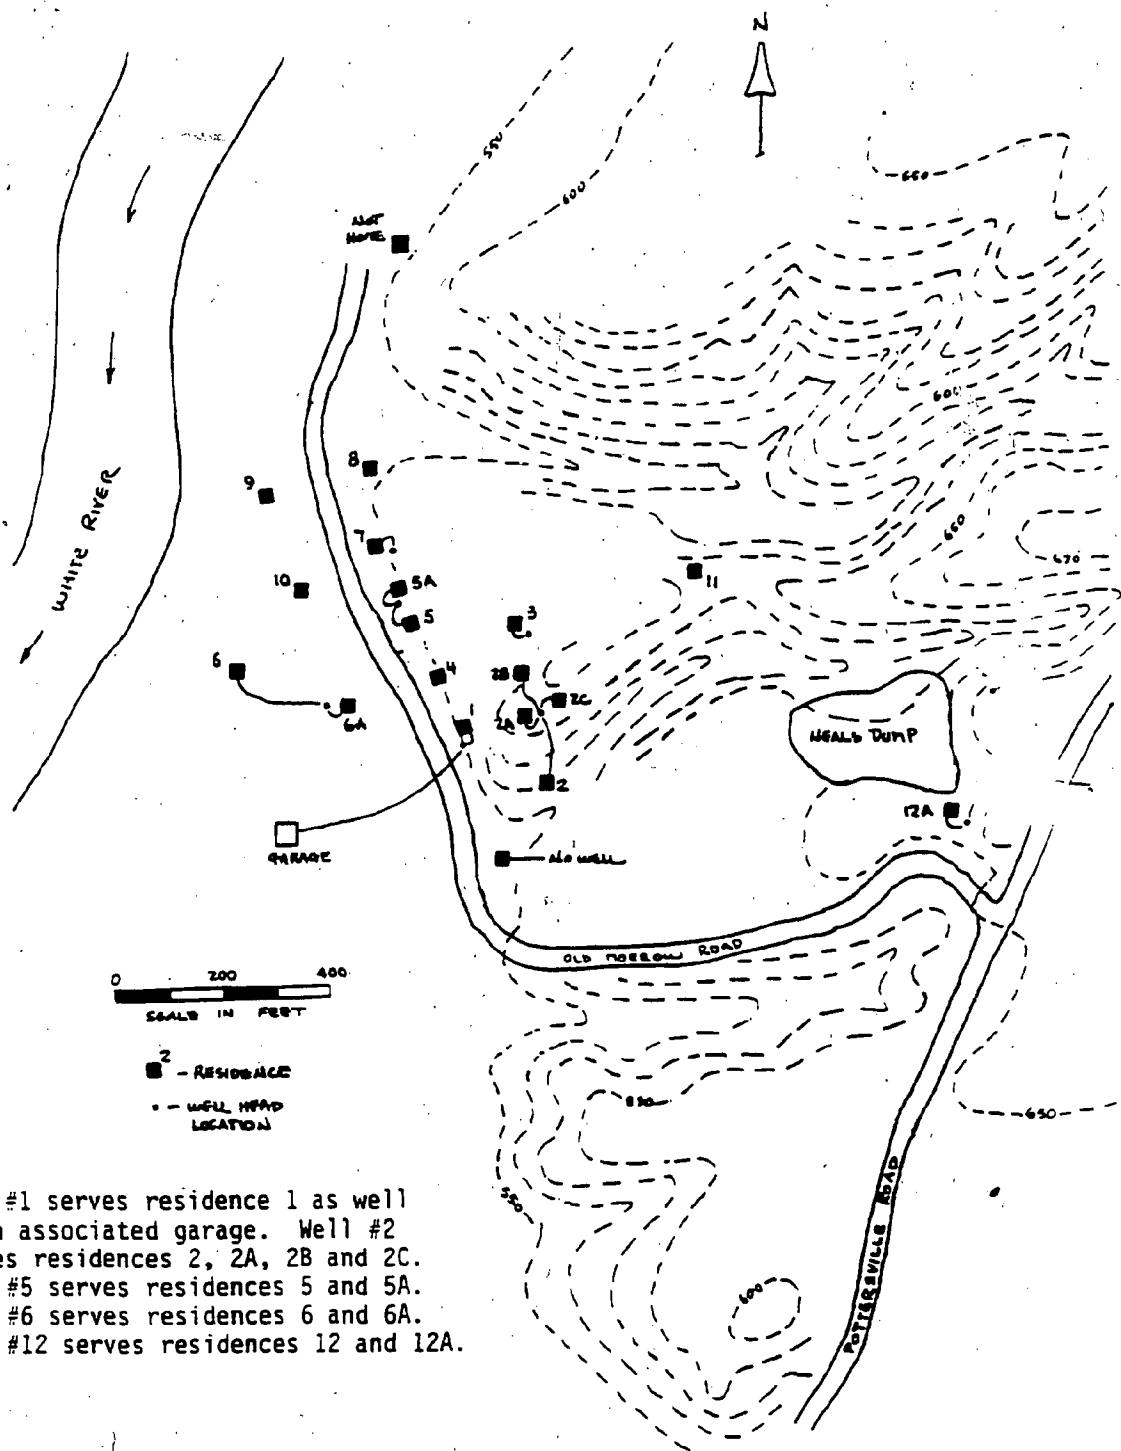 N
550
600
650
NOT
HOME
600
8
9
WHITE RIVER
7
650
670
10
5A
11
5
3
6
4
2B
2C
6A
2A
NEALS DUMP
2
12A
GARAGE
NO WELL
OLD MORROW ROAD
0 200 400
SCALE IN FEET
2
- RESIDENCE
- WELL HEAD
LOCATION
650
550
POTTERSVILLE ROAD
600
#1 serves residence 1 as well
associated garage. Well #2
es residences 2, 2A, 2B and 2C.
#5 serves residences 5 and 5A.
#6 serves residences 6 and 6A.
#12 serves residences 12 and 12A.